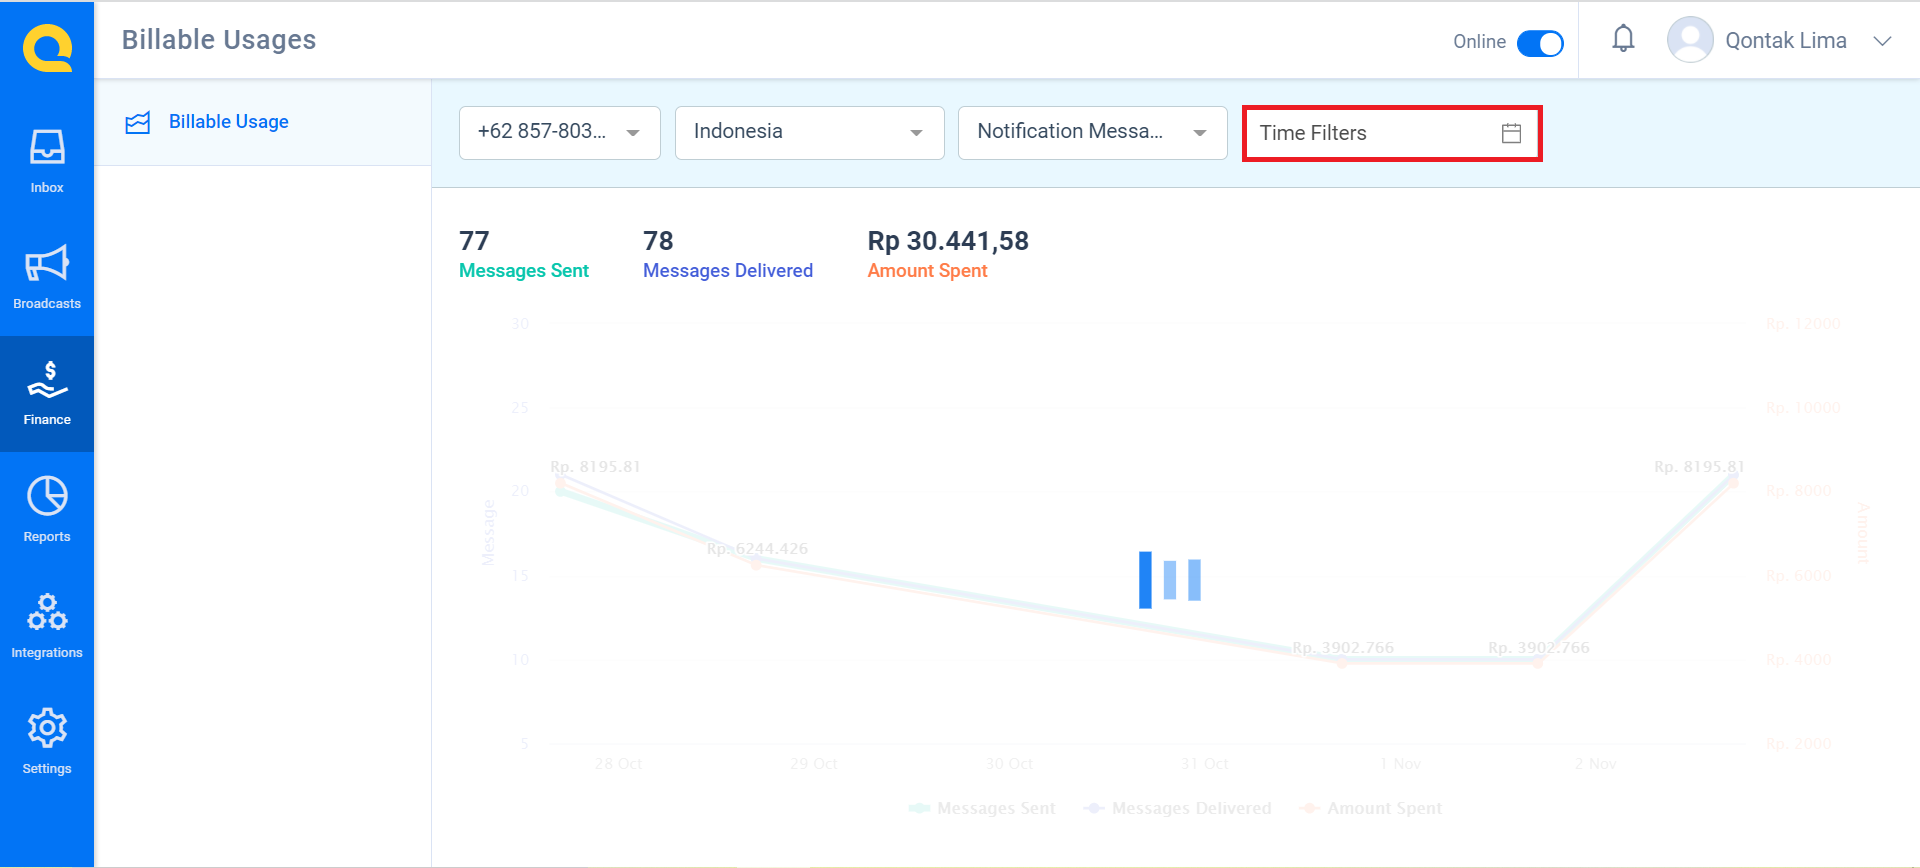 Billable Usages
Online
Qontak Lima
Inbox
Broadcasts
Finance
Reports
Integrations
Settings
Billable Usage
+62 857-803...
Indonesia
Notification Messa...
Time Filters
77
Messages Sent
78
Messages Delivered
Rp 30.441,58
Amount Spent
30
25
20
15
10
5
Message
Rp. 8195.81
Rp. 6244.426
Rp. 3902.766
Rp. 3902.766
Rp. 8195.81
Rp. 12000
Rp. 10000
Rp. 8000
Rp. 6000
Rp. 4000
Rp. 2000
Amount
28 Oct
29 Oct
30 Oct
31 Oct
1 Nov
2 Nov
Messages Sent
Messages Delivered
Amount Spent